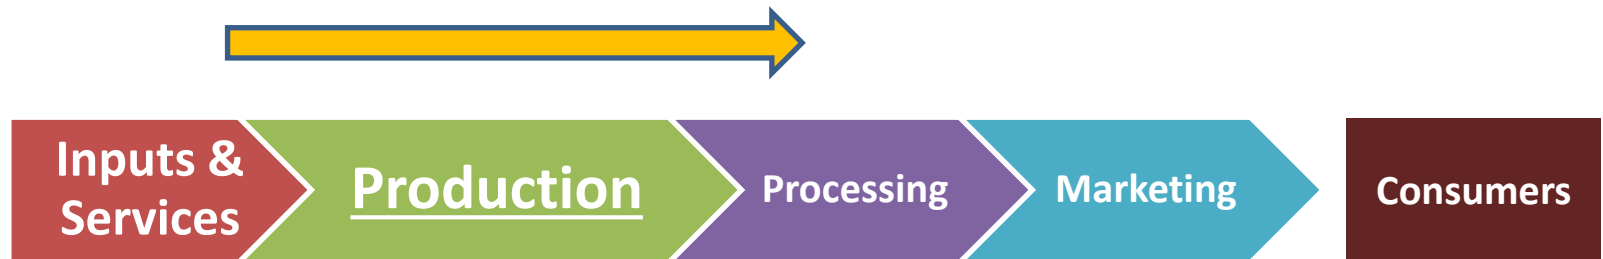 Inputs &
Services
Production
Processing
Marketing
Consumers